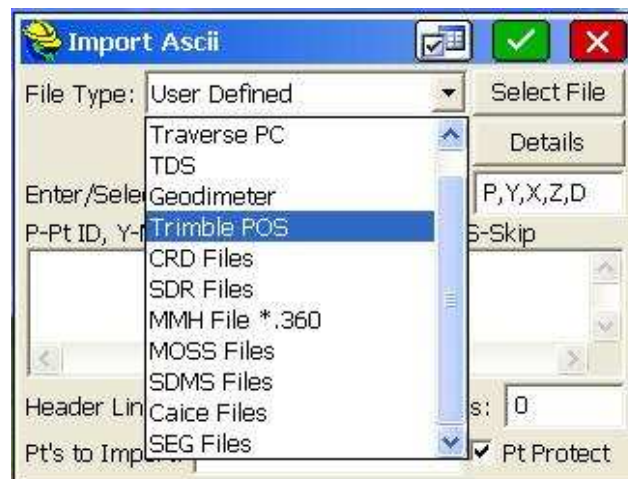 Import Ascii
File Type: User Defined Select File
Traverse PC Details
TDS
Enter/Sele Geodimeter P,Y,X,Z,D
P-Pt ID, Y- Trimble POS S-Skip
CRD Files
SDR Files
MMH File *.360
MOSS Files
SDMS Files
Header Lin Caice Files s: 0
Pt's to Imp SEG Files Pt Protect